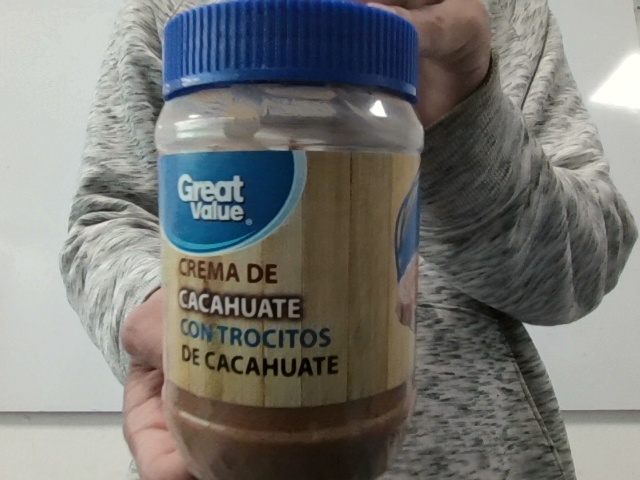 Great
Value®
CREMA DE
CACAHUATE
CON TROCITOS
DE CACAHUATE